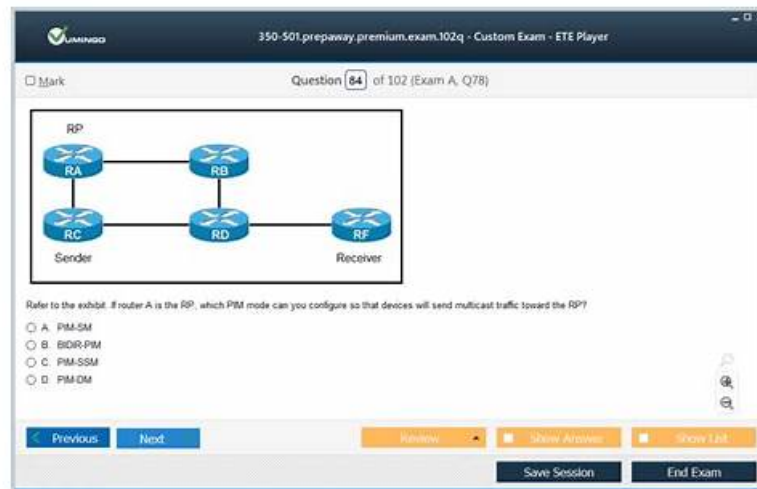 VUMINGO
350-501.prepaway.premium.exam.102q - Custom Exam - ETE Player
Mark
Question 84 of 102 (Exam A, Q78)
RP
RA
RB
RC
RD
RF
Sender
Receiver
Refer to the exhibit. If router A is the RP, which PIM mode can you configure so that devices will send multicast traffic toward the RP?
A. PIM-SM
B. BIDIR-PIM
C. PIM-SSM
D. PIM-DM
Previous
Next
Review
Show Answer
Show List
Save Session
End Exam